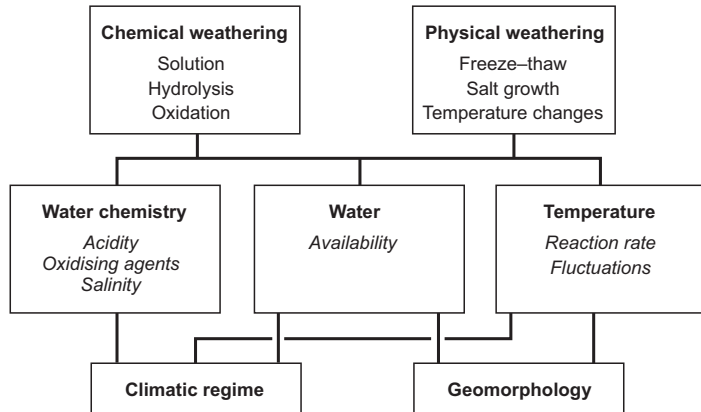 Chemical weathering
Solution
Hydrolysis
Oxidation
Physical weathering
Freeze–thaw
Salt growth
Temperature changes
Water chemistry
Acidity
Oxidising agents
Salinity
Water
Availability
Temperature
Reaction rate
Fluctuations
Climatic regime
Geomorphology